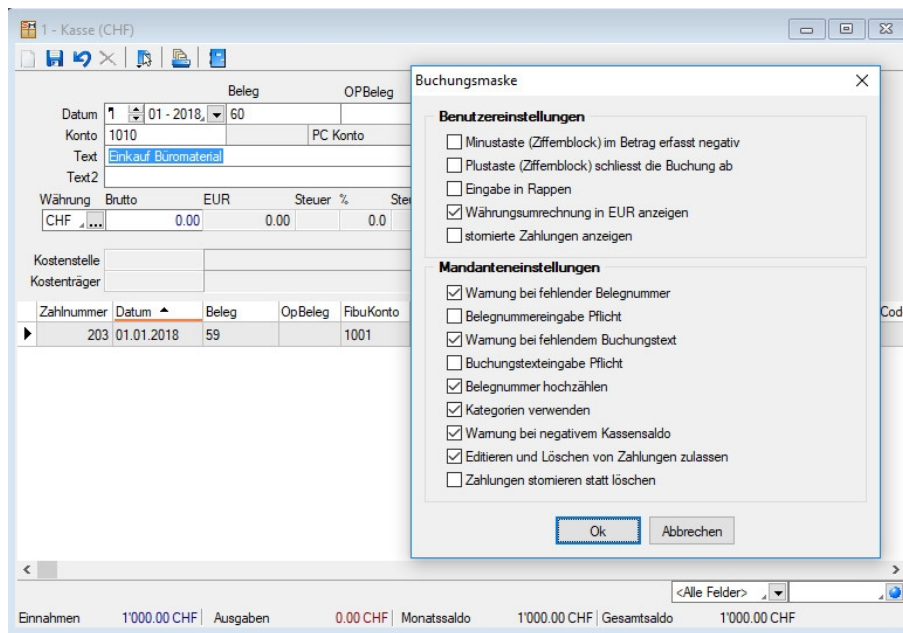 1 - Kasse (CHF)
Beleg OPBeleg
Datum 1 01 - 2018 60
Konto 1010 PC Konto
Text Einkauf Büromaterial
Text2
Währung Brutto EUR Steuer %
CHF ... 0.00 0.00 0.0
Kostenstelle
Kostenträger
Zahlnummer Datum Beleg OpBeleg FibuKonto
203 01.01.2018 59 1001
Buchungsmaske
Benutzereinstellungen
Minustaste (Ziffernblock) im Betrag erfasst negativ
Plustaste (Ziffernblock) schliesst die Buchung ab
Eingabe in Rappen
Währungsumrechnung in EUR anzeigen
stornierte Zahlungen anzeigen
Mandanteneinstellungen
Warnung bei fehlender Belegnummer
Belegnummereingabe Pflicht
Warnung bei fehlendem Buchungstext
Buchungstexteingabe Pflicht
Belegnummer hochzählen
Kategorien verwenden
Warnung bei negativem Kassensaldo
Editieren und Löschen von Zahlungen zulassen
Zahlungen stornieren statt löschen
Ok Abbrechen
<Alle Felder>
Einnahmen 1'000.00 CHF Ausgaben 0.00 CHF Monatssaldo 1'000.00 CHF Gesamtsaldo 1'000.00 CHF